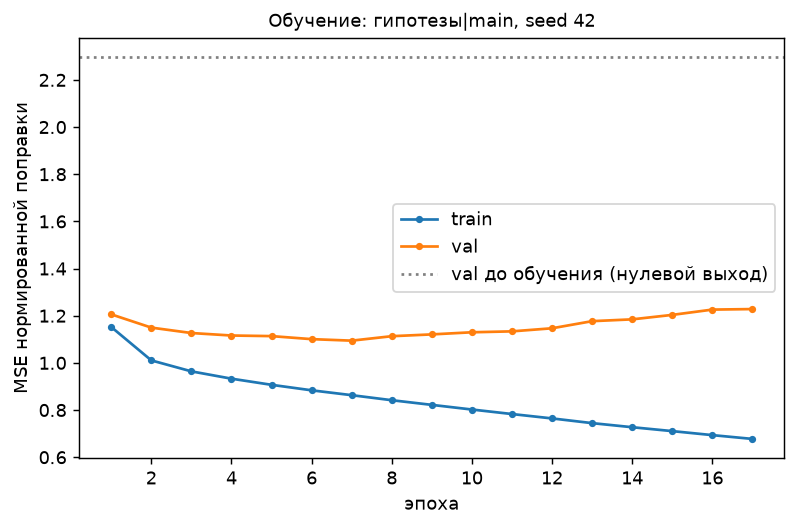 Обучение: гипотезы|main, seed 42
MSE нормированной поправки
2.2
2.0
1.8
1.6
1.4
1.2
1.0
0.8
0.6
train
val
val до обучения (нулевой выход)
2 4 6 8 10 12 14 16
эпоха